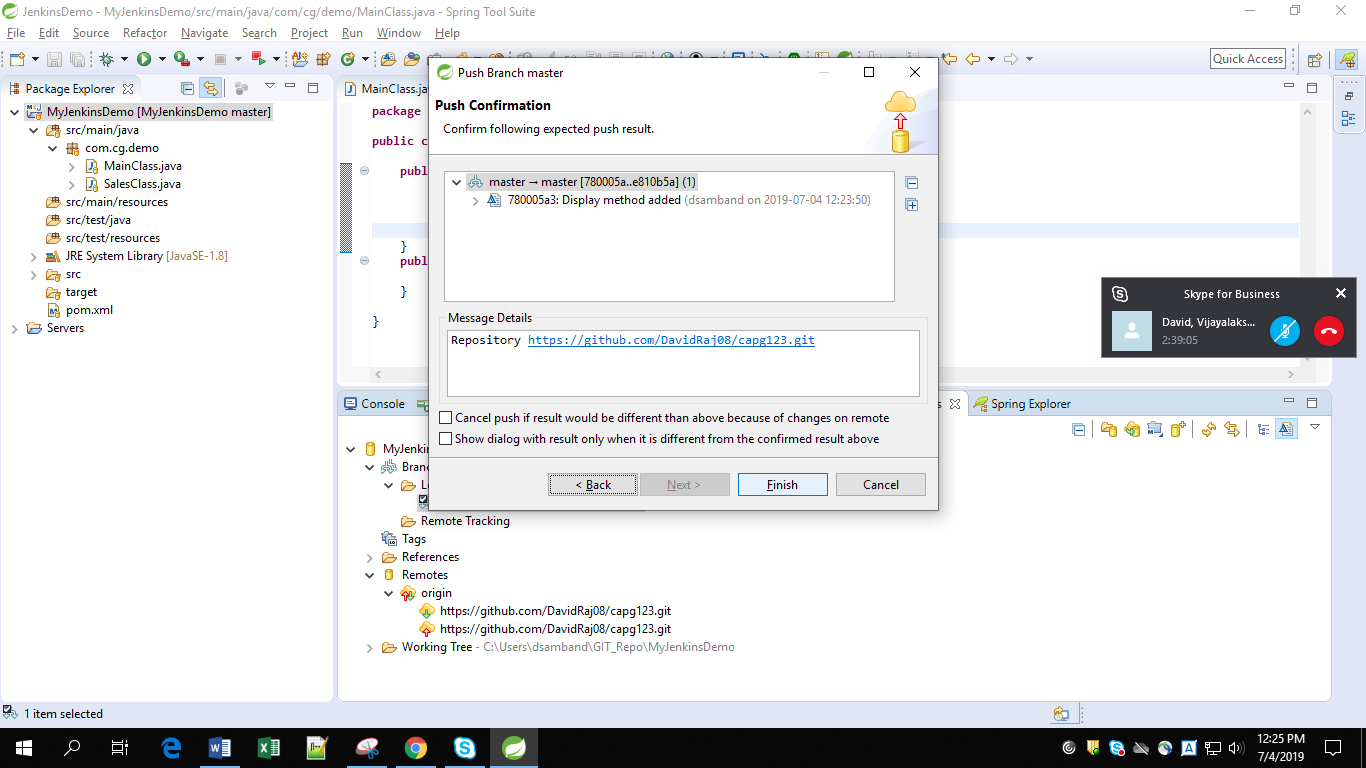 JenkinsDemo - MyJenkinsDemo/src/main/java/com/cg/demo/MainClass.java - Spring Tool Suite
File Edit Source Refactor Navigate Search Project Run Window Help
Quick Access
Package Explorer
MyJenkinsDemo [MyJenkinsDemo master]
src/main/java
com.cg.demo
MainClass.java
SalesClass.java
src/main/resources
src/test/java
src/test/resources
JRE System Library [JavaSE-1.8]
src
target
pom.xml
Servers
MainClass.ja
package
public c
publ
}
publ
}
}
Push Branch master
Push Confirmation
Confirm following expected push result.
master → master [780005a..e810b5a] (1)
780005a3: Display method added (dsamband on 2019-07-04 12:23:50)
Message Details
Repository https://github.com/DavidRaj08/capg123.git
Cancel push if result would be different than above because of changes on remote
Show dialog with result only when it is different from the confirmed result above
< Back Next > Finish Cancel
Skype for Business
David, Vijayalaks...
2:39:05
Console
s
Spring Explorer
MyJenkin
Branc
Lo
Remote Tracking
Tags
References
Remotes
origin
https://github.com/DavidRaj08/capg123.git
https://github.com/DavidRaj08/capg123.git
Working Tree - C:\Users\dsamband\GIT_Repo\MyJenkinsDemo
1 item selected
12:25 PM
7/4/2019